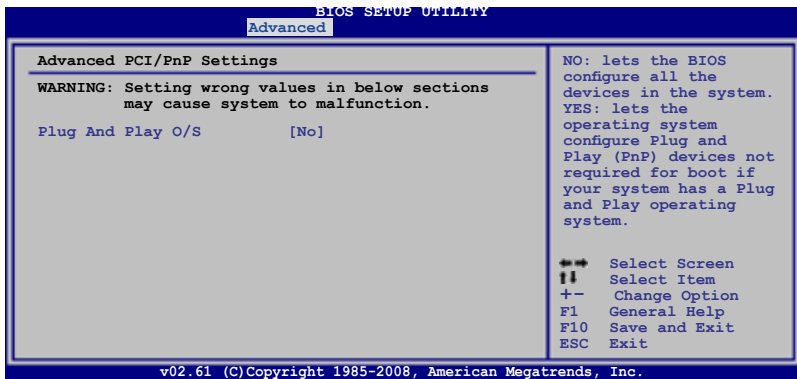 BIOS SETUP UTILITY
Advanced
Advanced PCI/PnP Settings
WARNING: Setting wrong values in below sections
may cause system to malfunction.
Plug And Play O/S [No]
NO: lets the BIOS
configure all the
devices in the system.
YES: lets the
operating system
configure Plug and
Play (PnP) devices not
required for boot if
your system has a Plug
and Play operating
system.
←→ Select Screen
↑↓ Select Item
+- Change Option
F1 General Help
F10 Save and Exit
ESC Exit
v02.61 (C)Copyright 1985-2008, American Megatrends, Inc.